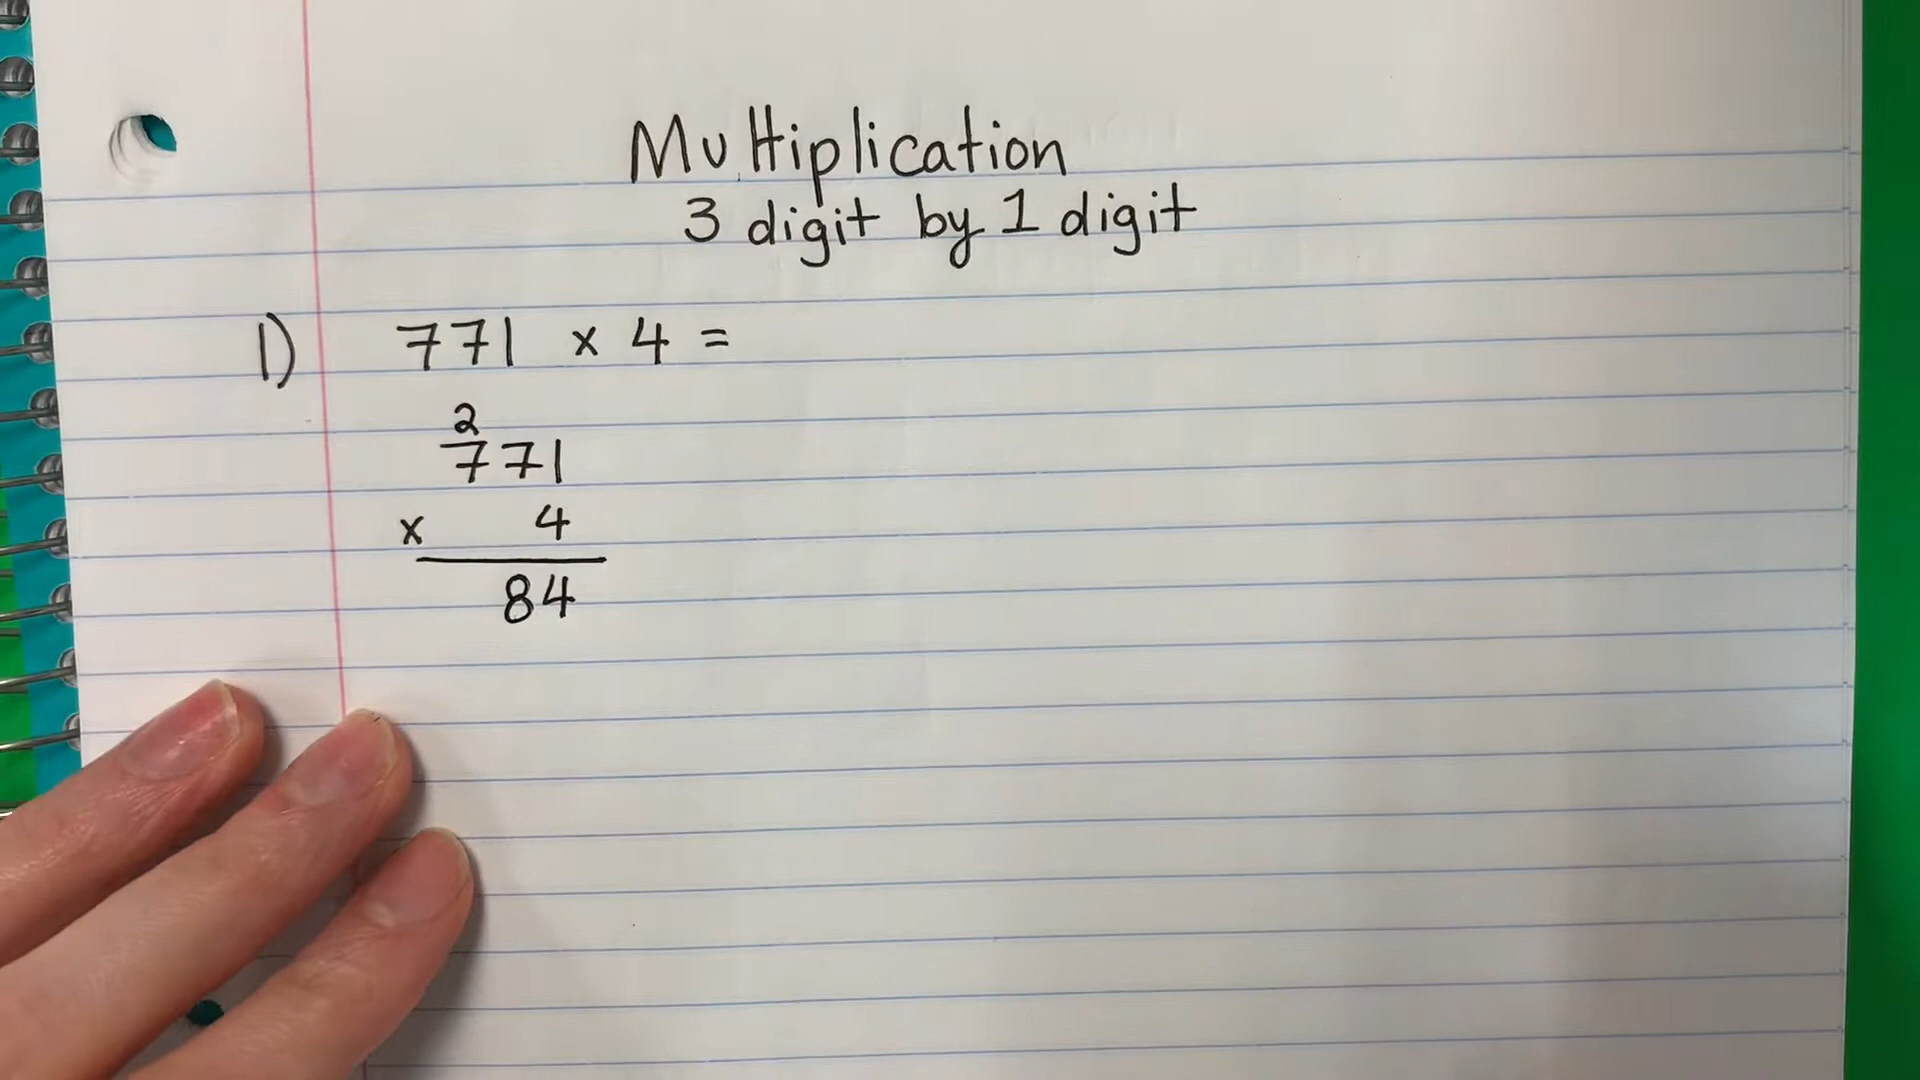 Multiplication
3 digit by 1 digit
1) 771 x 4 =
2
771
x 4
84